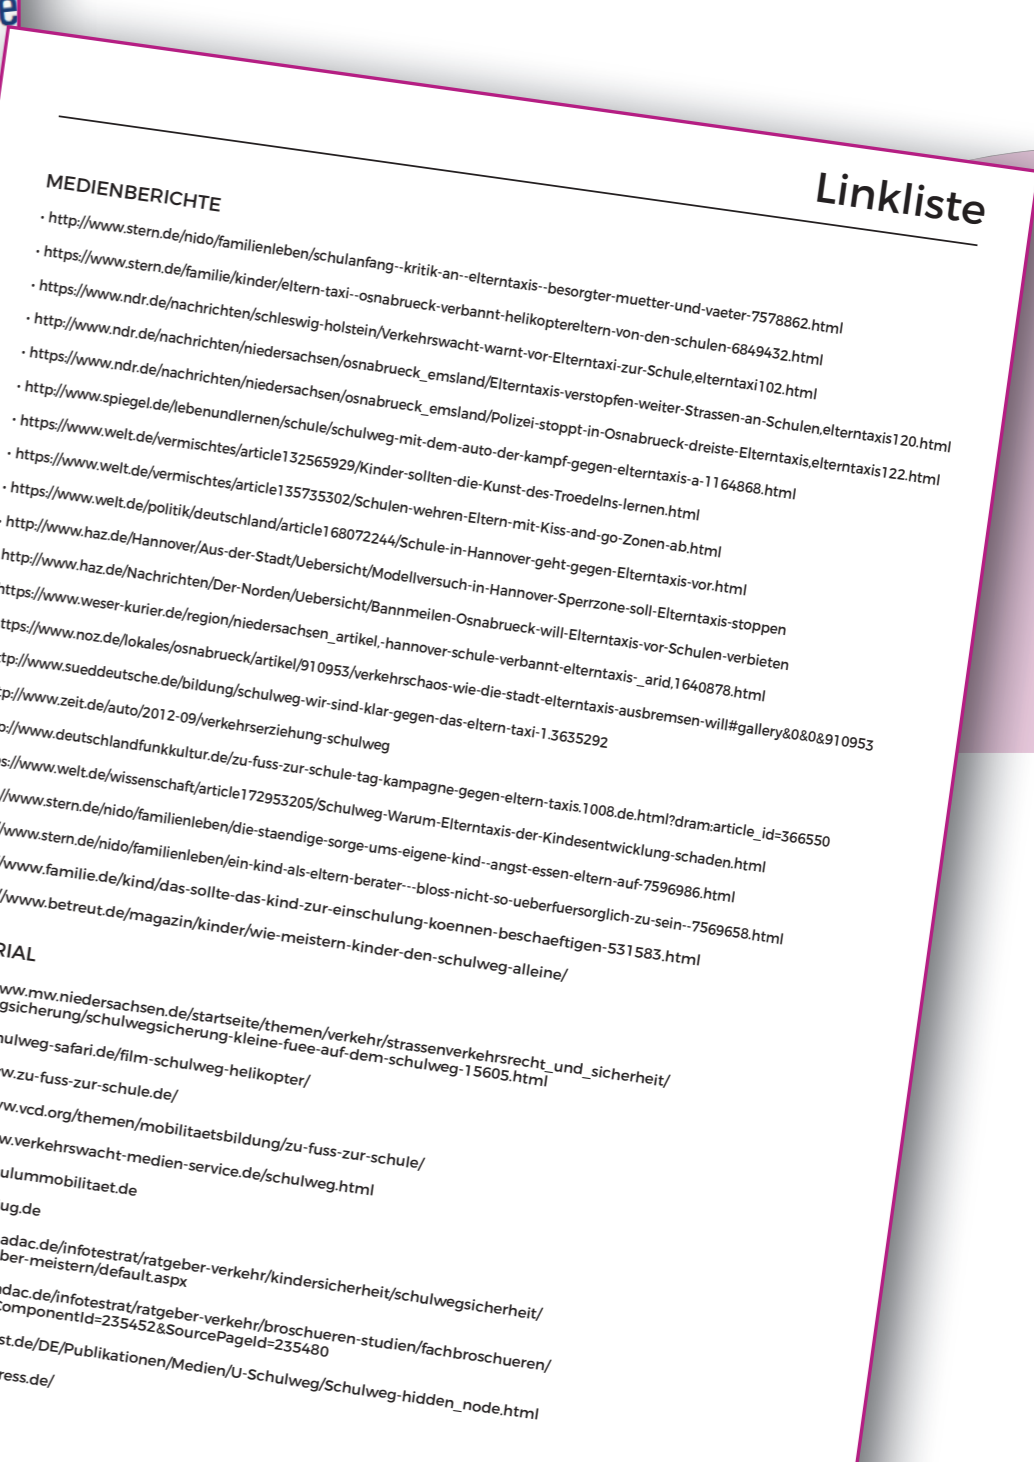 e
Linkliste
MEDIENBERICHTE
• http://www.stern.de/nido/familienleben/schulanfang--kritik-an--elterntaxis--besorgter-muetter-und-vaeter-7578862.html
• https://www.stern.de/familie/kinder/eltern-taxi--osnabrueck-verbannt-helikoptereltern-von-den-schulen-6849432.html
• https://www.ndr.de/nachrichten/schleswig-holstein/Verkehrswacht-warnt-vor-Elterntaxi-zur-Schule,elterntaxi102.html
• http://www.ndr.de/nachrichten/niedersachsen/osnabrueck_emsland/Elterntaxis-verstopfen-weiter-Strassen-an-Schulen,elterntaxis120.html
• https://www.ndr.de/nachrichten/niedersachsen/osnabrueck_emsland/Polizei-stoppt-in-Osnabrueck-dreiste-Elterntaxis,elterntaxis122.html
• http://www.spiegel.de/lebenundlernen/schule/schulweg-mit-dem-auto-der-kampf-gegen-elterntaxis-a-1164868.html
• https://www.welt.de/vermischtes/article132565929/Kinder-sollten-die-Kunst-des-Troedelns-lernen.html
• https://www.welt.de/vermischtes/article135735302/Schulen-wehren-Eltern-mit-Kiss-and-go-Zonen-ab.html
• https://www.welt.de/politik/deutschland/article168072244/Schule-in-Hannover-geht-gegen-Elterntaxis-vor.html
• http://www.haz.de/Hannover/Aus-der-Stadt/Uebersicht/Modellversuch-in-Hannover-Sperrzone-soll-Elterntaxis-stoppen
http://www.haz.de/Nachrichten/Der-Norden/Uebersicht/Bannmeilen-Osnabrueck-will-Elterntaxis-vor-Schulen-verbieten
https://www.weser-kurier.de/region/niedersachsen_artikel,-hannover-schule-verbannt-elterntaxis-_arid,1640878.html
ttps://www.noz.de/lokales/osnabrueck/artikel/910953/verkehrschaos-wie-die-stadt-elterntaxis-ausbremsen-will#gallery&0&0&910953
tp://www.sueddeutsche.de/bildung/schulweg-wir-sind-klar-gegen-das-eltern-taxi-1.3635292
p://www.zeit.de/auto/2012-09/verkehrserziehung-schulweg
p://www.deutschlandfunkkultur.de/zu-fuss-zur-schule-tag-kampagne-gegen-eltern-taxis.1008.de.html?dram:article_id=366550
s://www.welt.de/wissenschaft/article172953205/Schulweg-Warum-Elterntaxis-der-Kindesentwicklung-schaden.html
//www.stern.de/nido/familienleben/die-staendige-sorge-ums-eigene-kind--angst-essen-eltern-auf-7596986.html
/www.stern.de/nido/familienleben/ein-kind-als-eltern-berater---bloss-nicht-so-ueberfuersorglich-zu-sein--7569658.html
/www.familie.de/kind/das-sollte-das-kind-zur-einschulung-koennen-beschaeftigen-531583.html
/www.betreut.de/magazin/kinder/wie-meistern-kinder-den-schulweg-alleine/
RIAL
ww.mw.niedersachsen.de/startseite/themen/verkehr/strassenverkehrsrecht_und_sicherheit/
gsicherung/schulwegsicherung-kleine-fuee-auf-dem-schulweg-15605.html
hulweg-safari.de/film-schulweg-helikopter/
w.zu-fuss-zur-schule.de/
w.vcd.org/themen/mobilitaetsbildung/zu-fuss-zur-schule/
w.verkehrswacht-medien-service.de/schulweg.html
ulummobilitaet.de
ug.de
adac.de/infotestrat/ratgeber-verkehr/kindersicherheit/schulwegsicherheit/
ber-meistern/default.aspx
dac.de/infotestrat/ratgeber-verkehr/broschueren-studien/fachbroschueren/
ComponentId=235452&SourcePageId=235480
st.de/DE/Publikationen/Medien/U-Schulweg/Schulweg-hidden_node.html
ress.de/